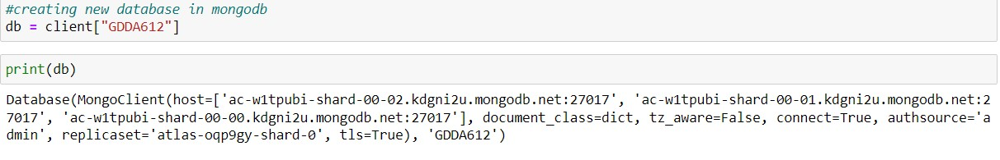 #creating new database in mongodb
db = client["GDDA612"]
print(db)
Database(MongoClient(host=['ac-w1tpubi-shard-00-02.kdgni2u.mongodb.net:27017', 'ac-w1tpubi-shard-00-01.kdgni2u.mongodb.net:2
7017', 'ac-w1tpubi-shard-00-00.kdgni2u.mongodb.net:27017'], document_class=dict, tz_aware=False, connect=True, authsource='a
dmin', replicaset='atlas-oqp9gy-shard-0', tls=True), 'GDDA612')